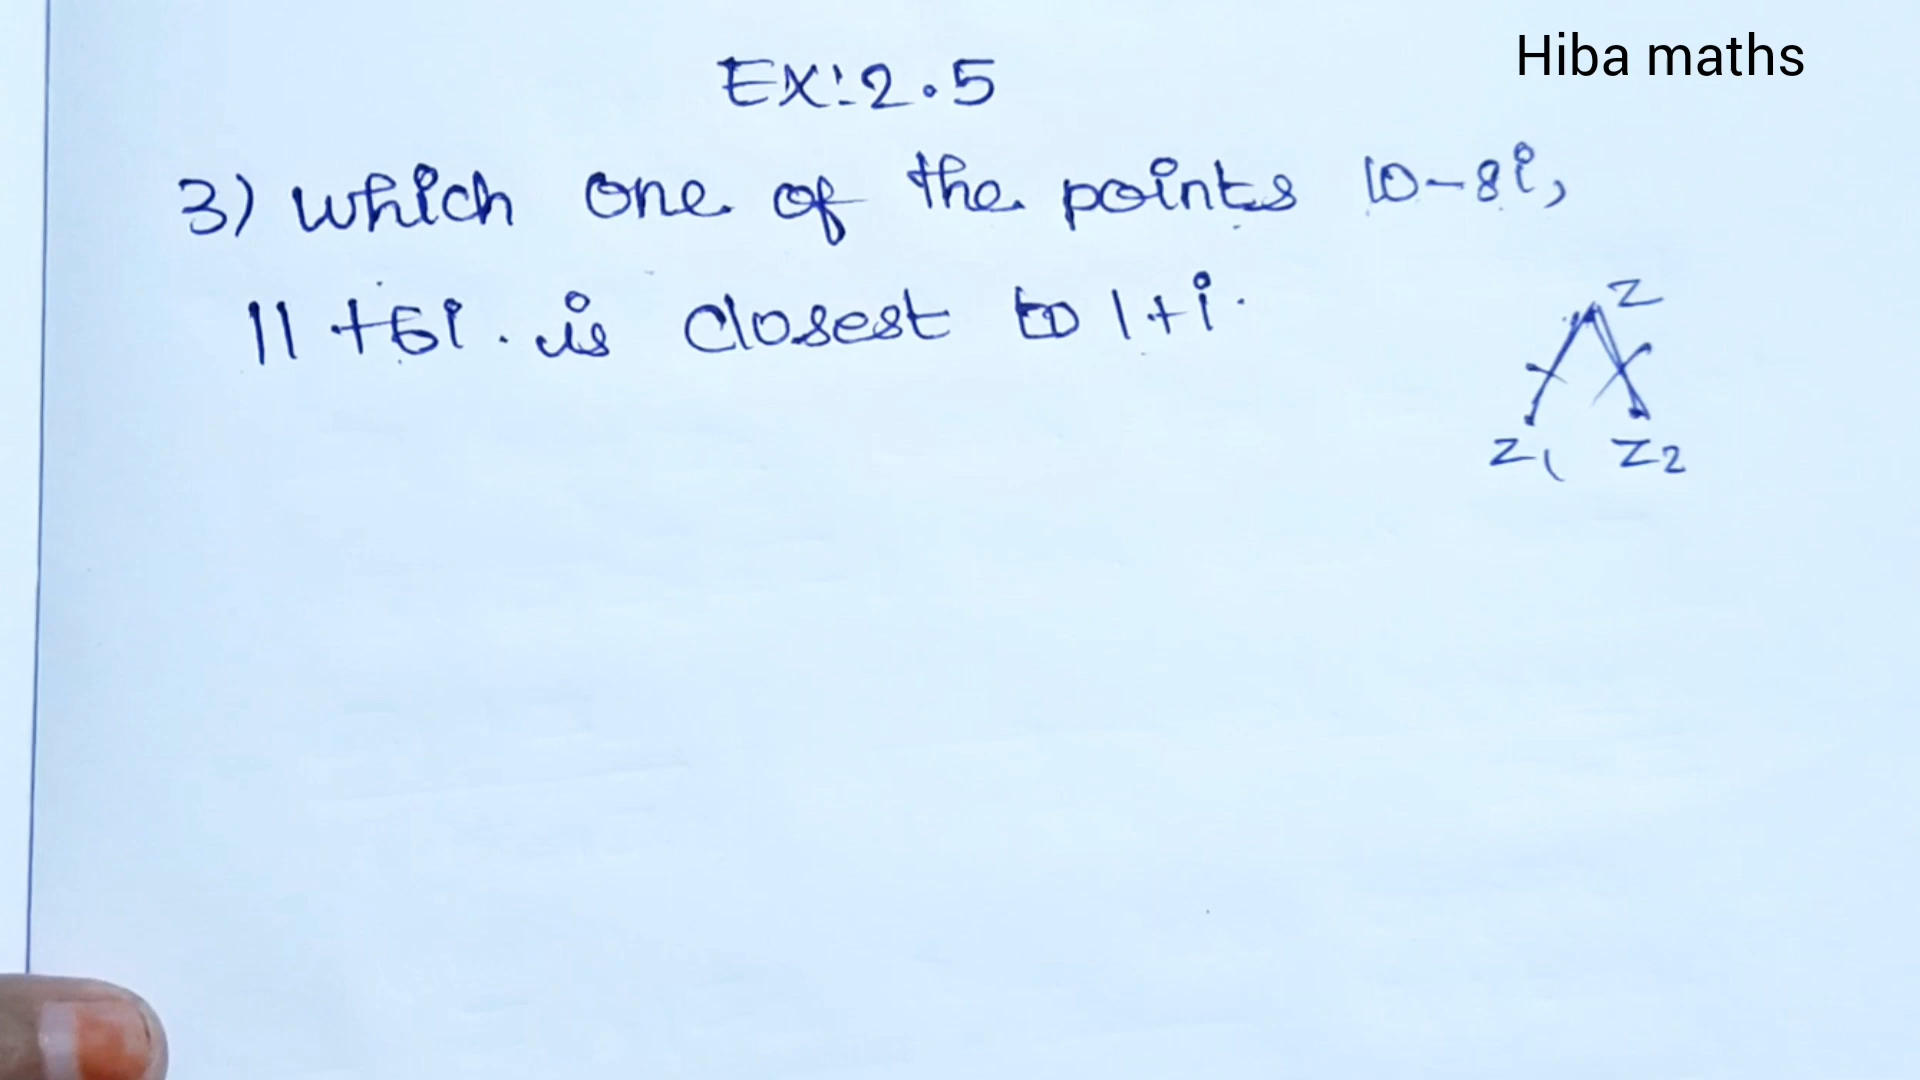 Hiba maths
Ex:2.5
3) which one of the points 10-8i,
11+6i. is closest to 1+i.
z
z1 z2